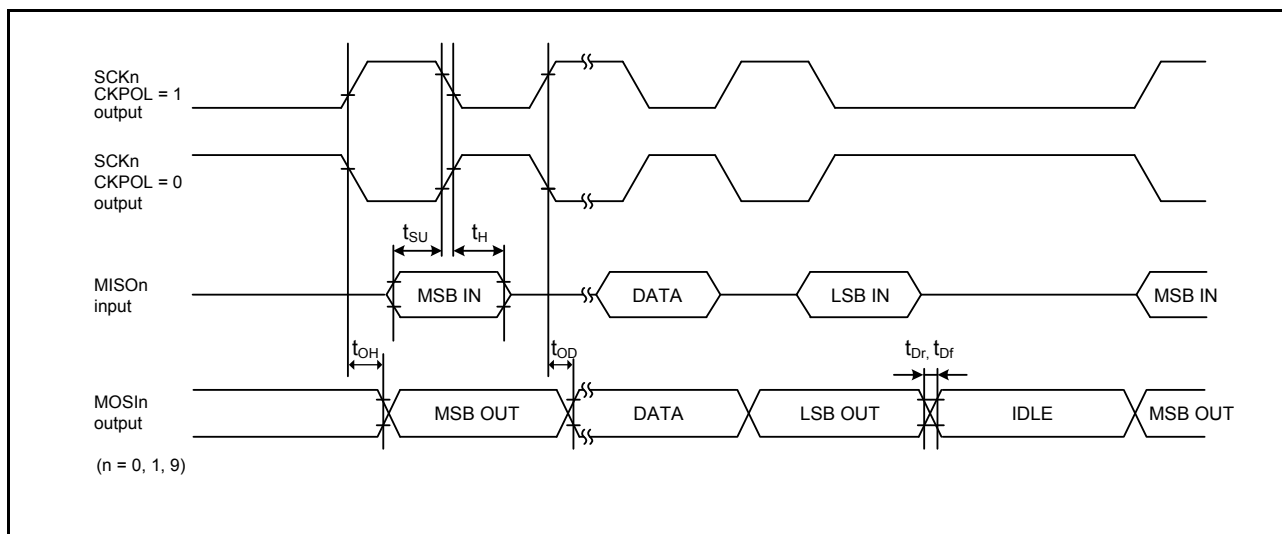 SCKn
CKPOL = 1
output
SCKn
CKPOL = 0
output
tSU
tH
MISOn
input
MSB IN
DATA
LSB IN
MSB IN
tOH
tOD
tDr, tDf
MOSIn
output
MSB OUT
DATA
LSB OUT
IDLE
MSB OUT
(n = 0, 1, 9)